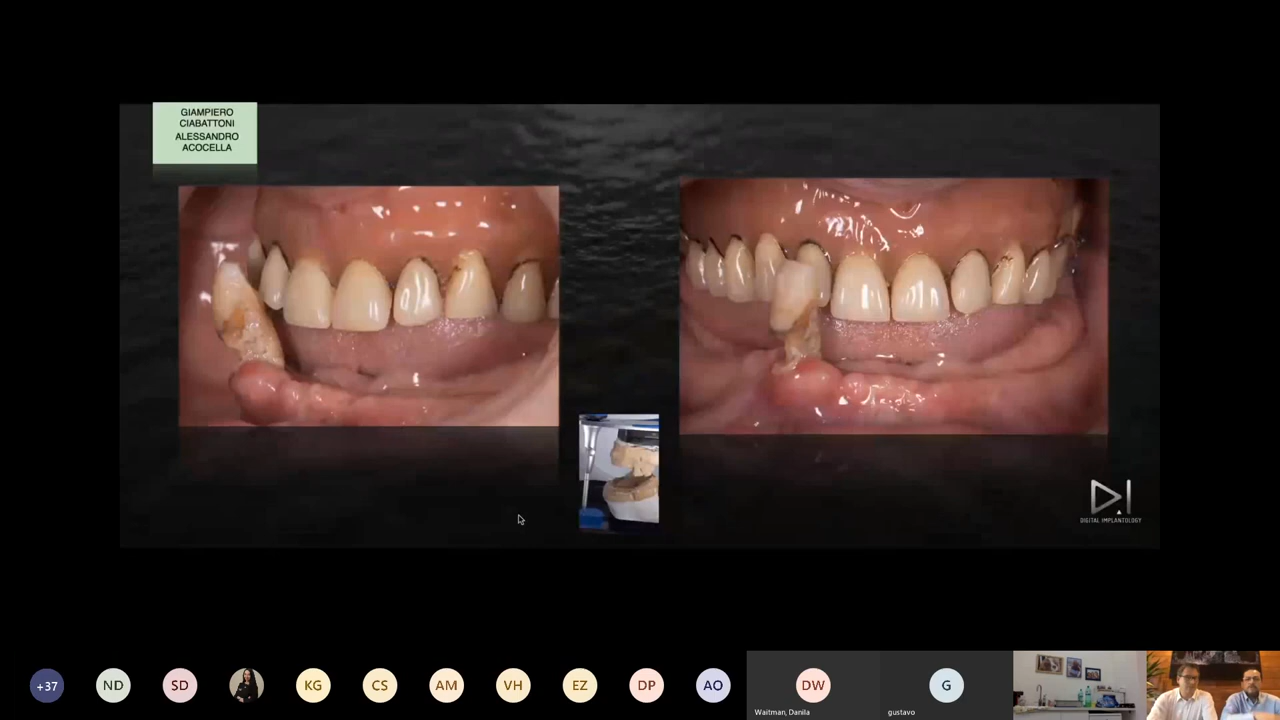 GIAMPIERO
CIABATTONI
ALESSANDRO
ACOCELLA
DIGITAL IMPLANTOLOGY
+37
ND
SD
KG
CS
AM
VH
EZ
DP
AO
DW
G
Waitman, Danila
gustavo